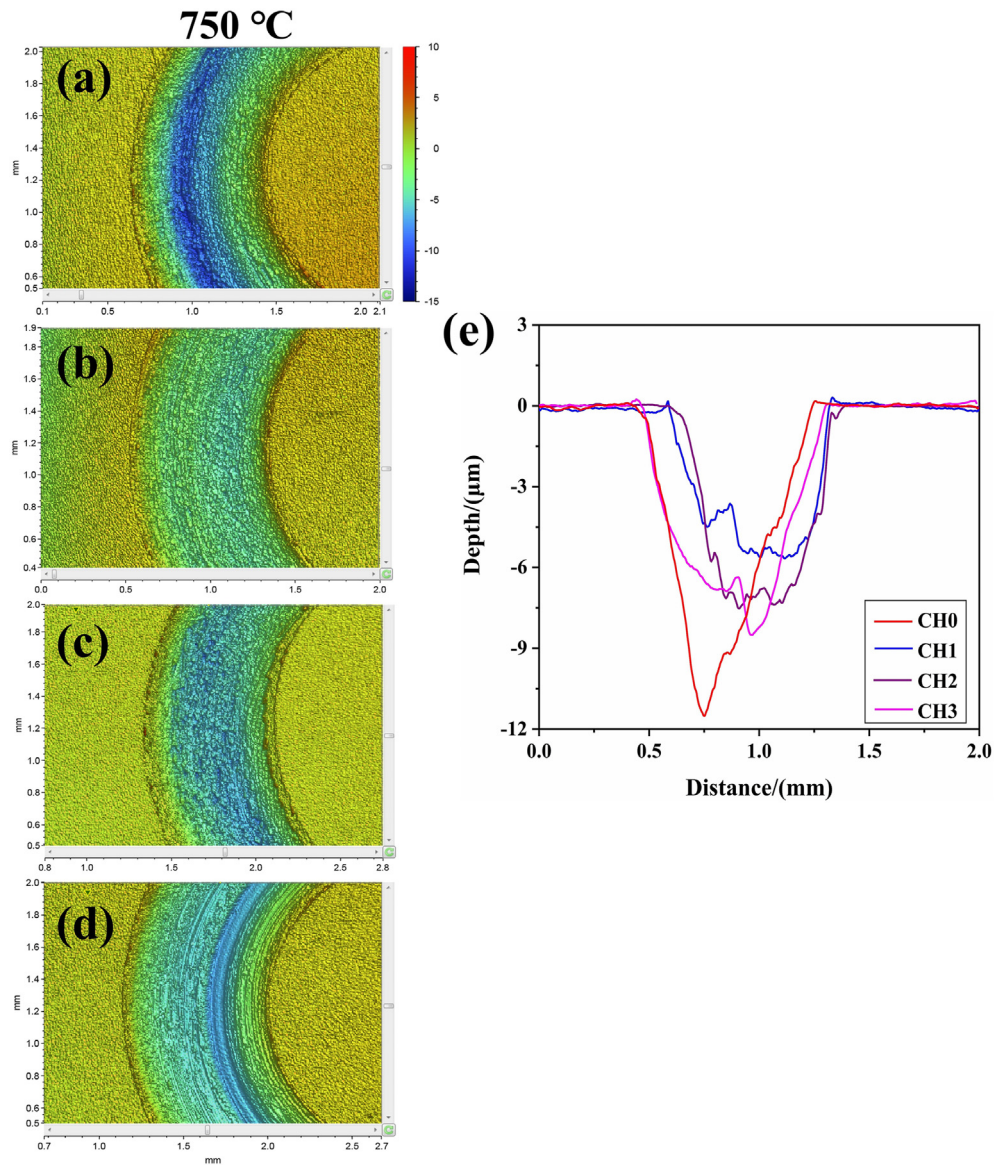 750 °C
(a)
2.0
1.8
1.6
1.4
1.2
1.0
0.8
0.6
0.5
mm
0.1 0.5 1.0 1.5 2.0 2.1
10
5
0
-5
-10
-15
(b)
1.9
1.8
1.6
1.4
1.2
1.0
0.8
0.6
0.4
mm
0.0 0.5 1.0 1.5 2.0
(c)
2.0
1.8
1.6
1.4
1.2
1.0
0.8
0.6
0.5
mm
0.8 1.0 1.5 2.0 2.5 2.8
(d)
2.0
1.8
1.6
1.4
1.2
1.0
0.8
0.6
0.5
mm
0.7 1.0 1.5 2.0 2.5 2.7
mm
(e)
3
0
-3
-6
-9
-12
Depth/(μm)
0.0 0.5 1.0 1.5 2.0
Distance/(mm)
CH0
CH1
CH2
CH3